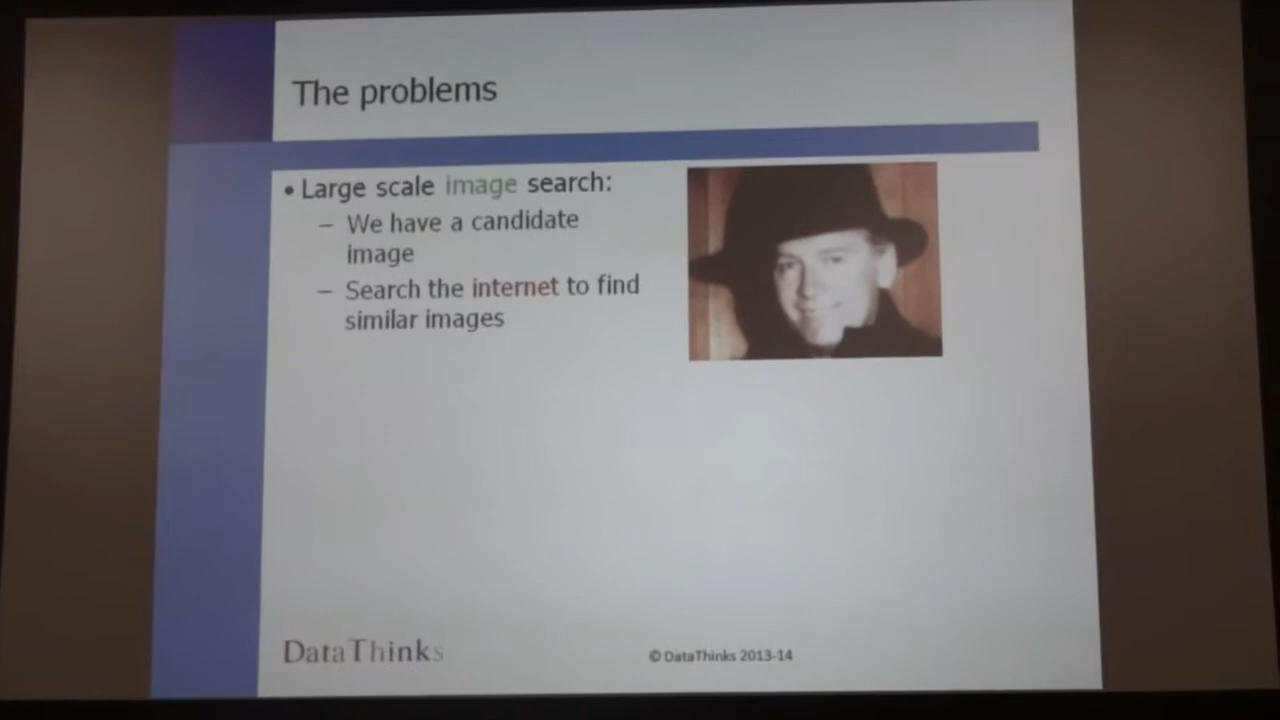 The problems
• Large scale image search:
– We have a candidate
image
– Search the internet to find
similar images
DataThinks
© DataThinks 2013-14